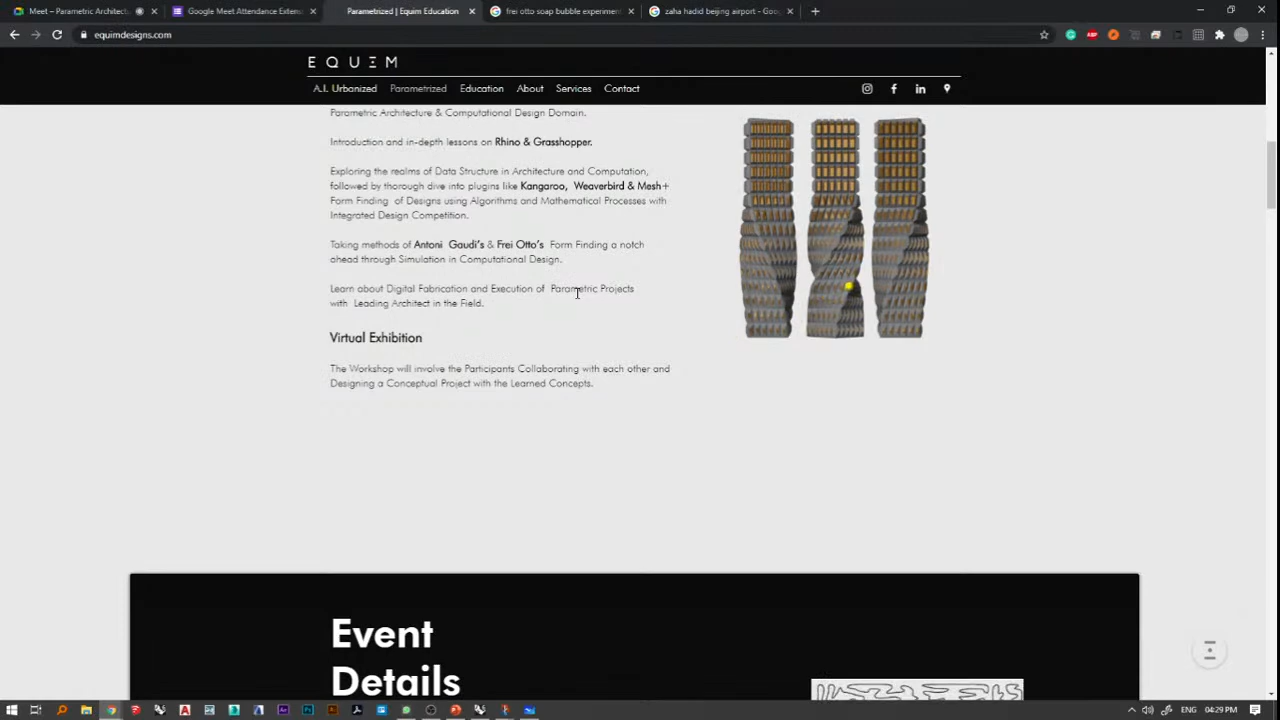 Meet – Parametric Architectu
Google Meet Attendance Extens
Parametrized | Equim Education
frei otto soap bubble experiment
zaha hadid beijing airport - Goog
equimdesigns.com
ABP
EQUIM
A.I. Urbanized
Parametrized
Education
About
Services
Contact
Parametric Architecture & Computational Design Domain.
Introduction and in-depth lessons on Rhino & Grasshopper.
Exploring the realms of Data Structure in Architecture and Computation,
followed by thorough dive into plugins like Kangaroo, Weaverbird & Mesh+
Form Finding of Designs using Algorithms and Mathematical Processes with
Integrated Design Competition.
Taking methods of Antoni Gaudi's & Frei Otto's Form Finding a notch
ahead through Simulation in Computational Design.
Learn about Digital Fabrication and Execution of Parametric Projects
with Leading Architect in the Field.
Virtual Exhibition
The Workshop will involve the Participants Collaborating with each other and
Designing a Conceptual Project with the Learned Concepts.
Event
Details
ENG
04:29 PM